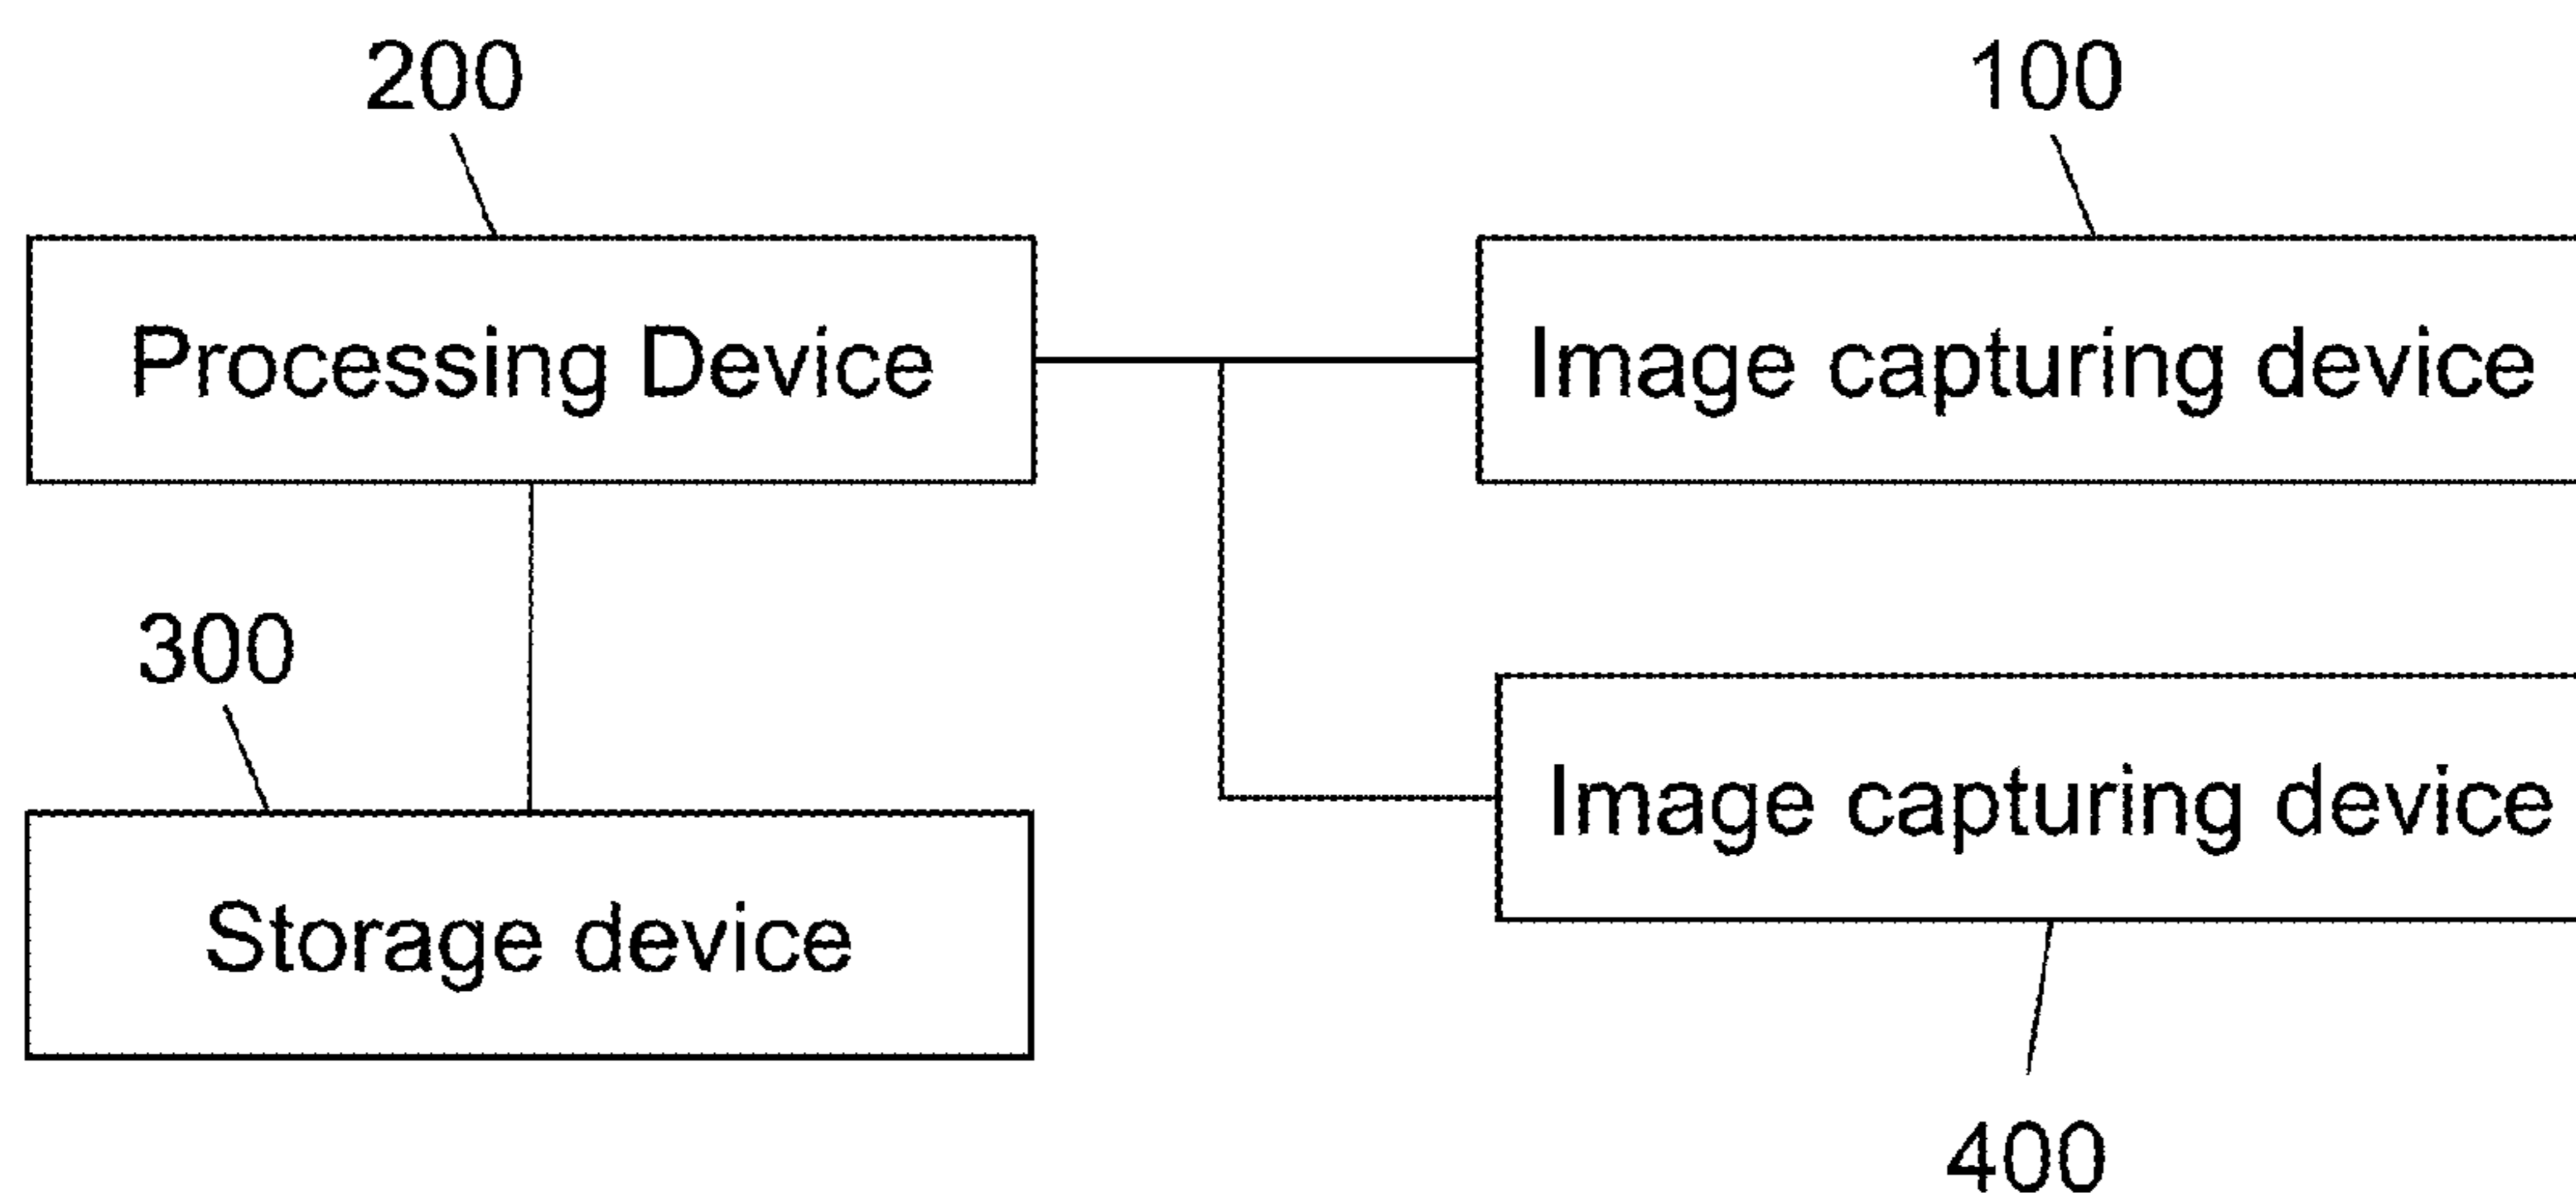 200
100
Processing Device
Image capturing device
300
Image capturing device
Storage device
400